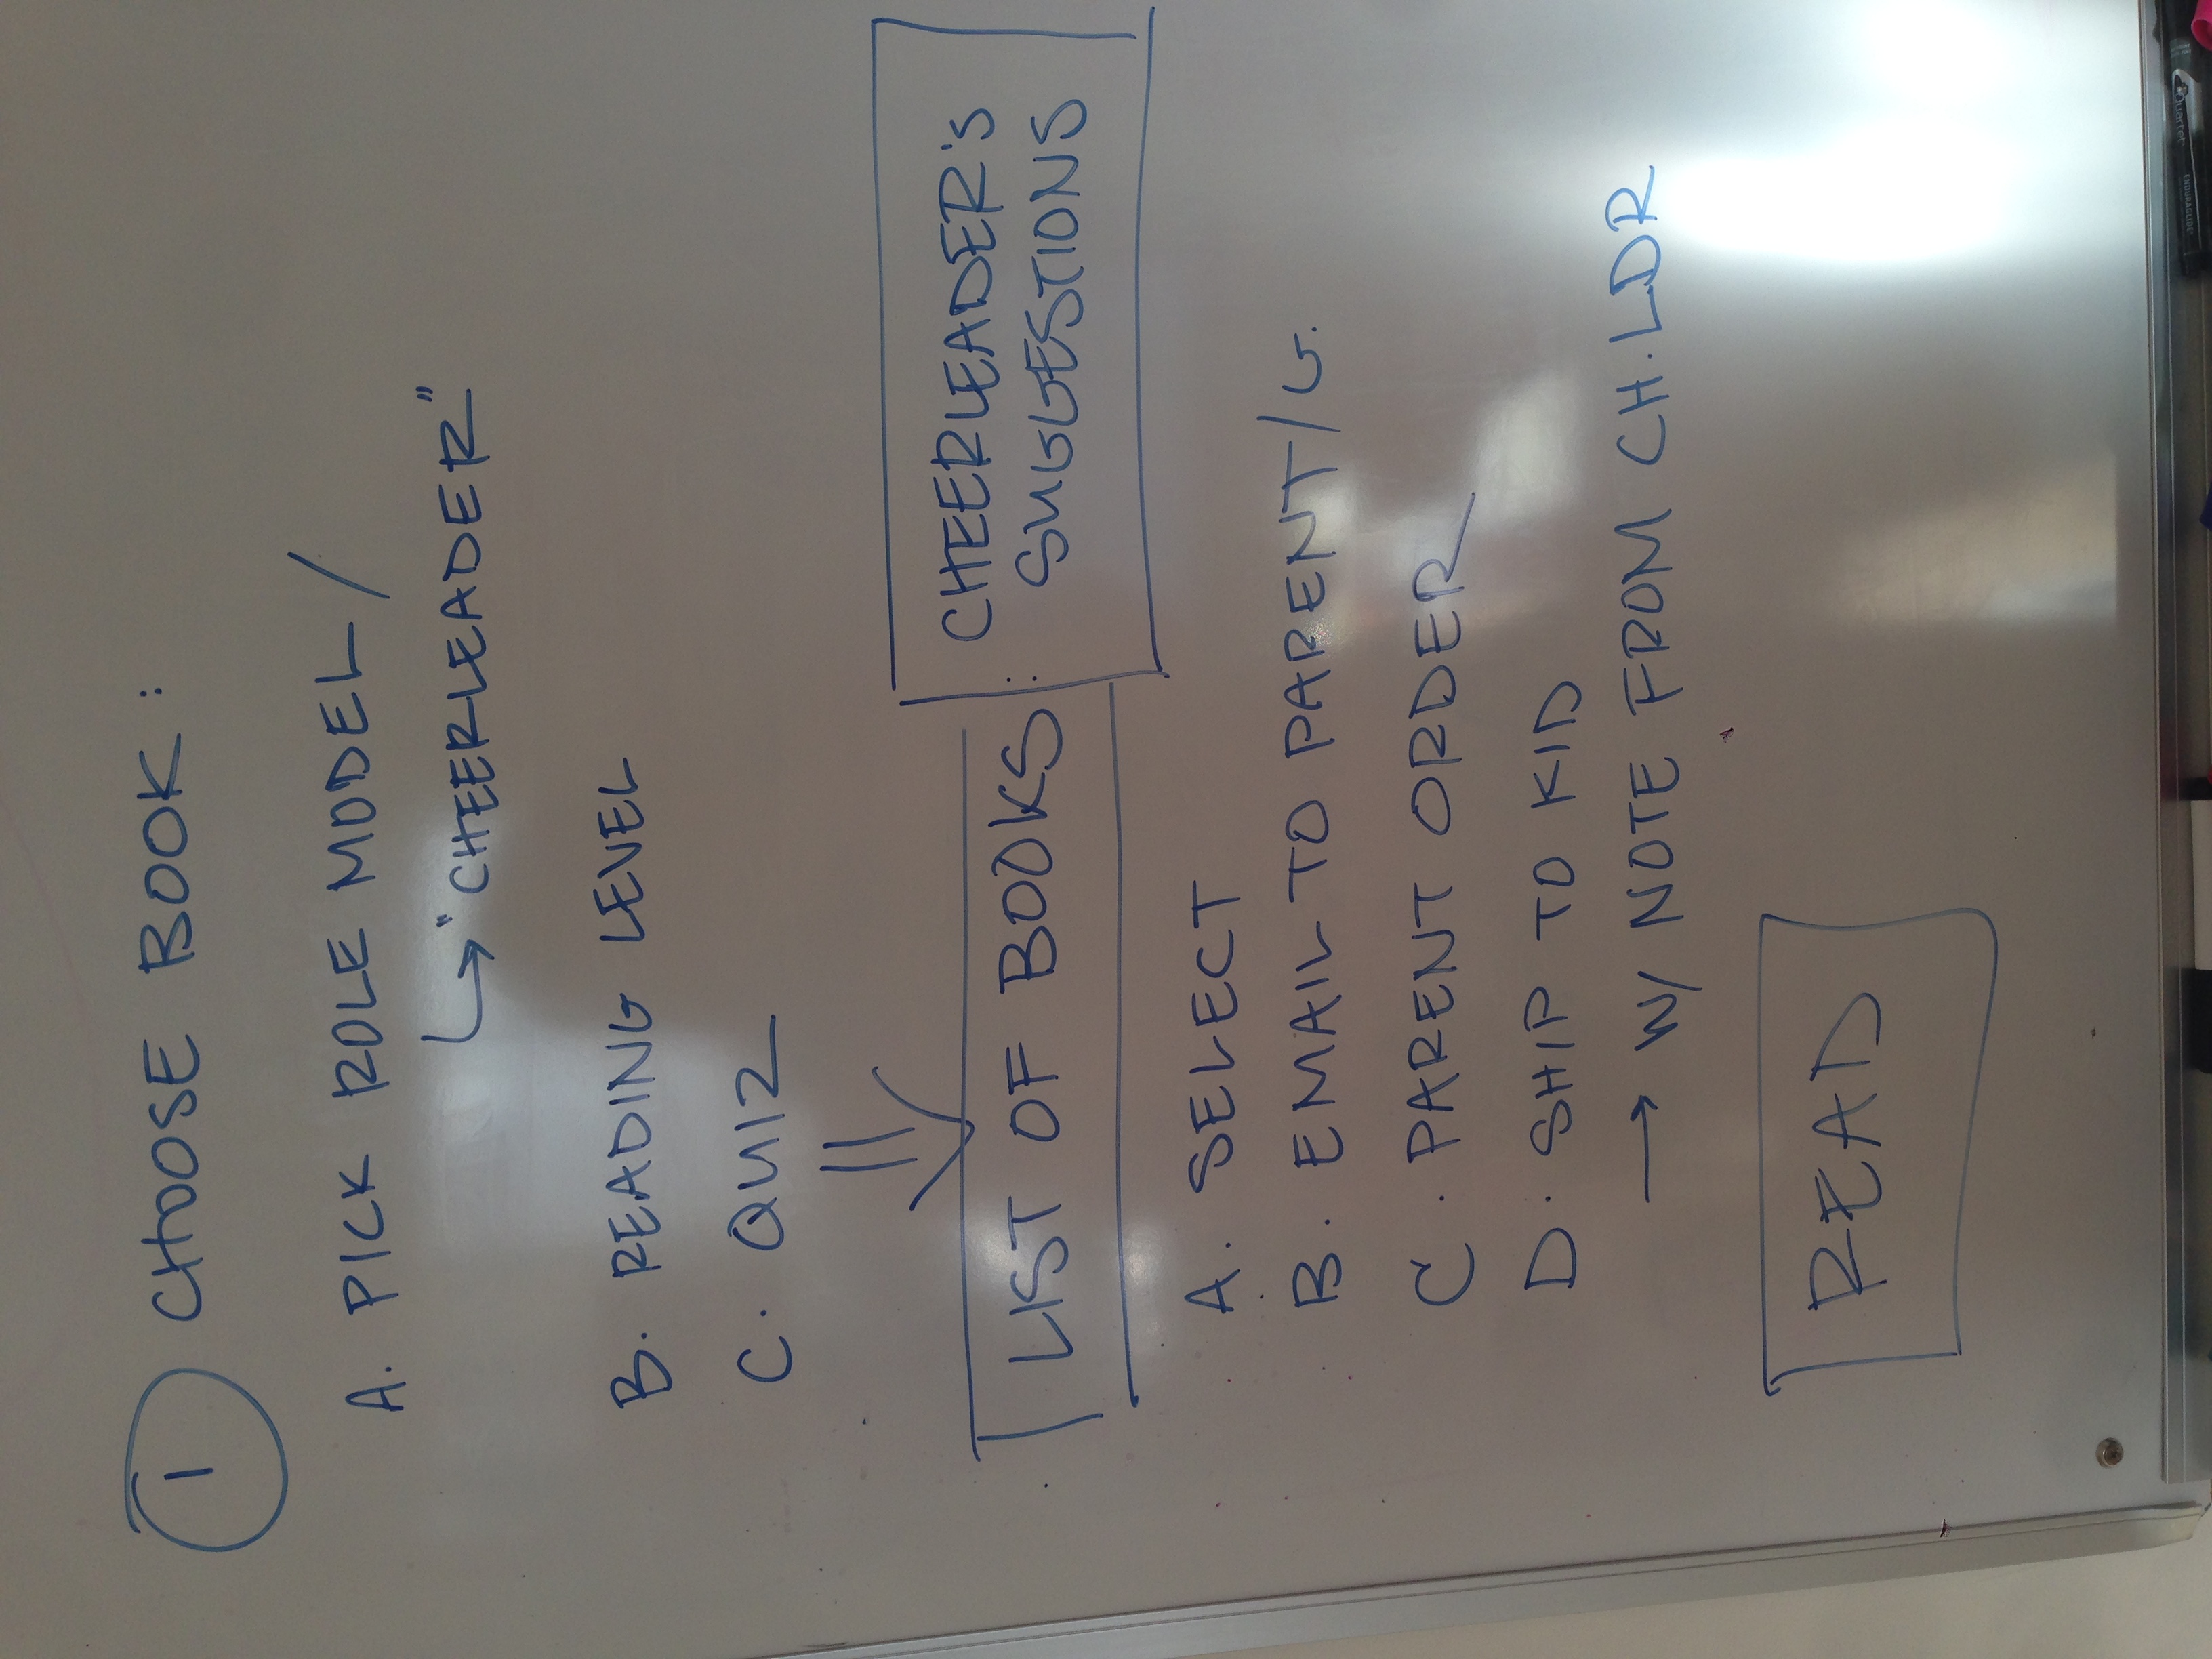 1 CHOOSE BOOK:
A. PICK ROLE MODEL/
"CHEERLEADER"
B. READING LEVEL
C. QUIZ
LIST OF BOOKS:
CHEERLEADER'S
SUGGESTIONS
A. SELECT
B. EMAIL TO PARENT/G.
C. PARENT ORDER
D. SHIP TO KID
→ W/ NOTE FROM CH.LDR
READ
Quartet
ENDURAGLIDE